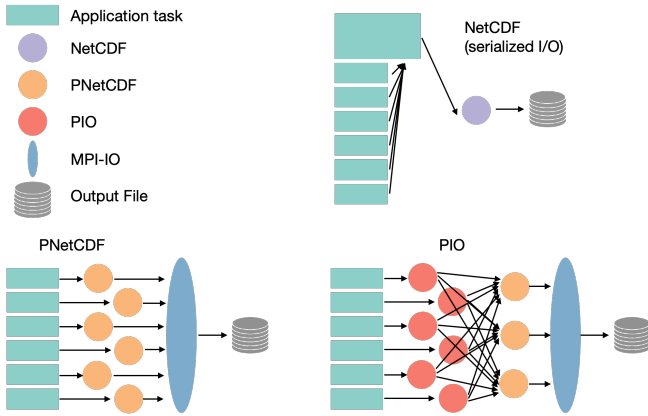 Application task
NetCDF
PNetCDF
PIO
MPI-IO
Output File
NetCDF
(serialized I/O)
PNetCDF
PIO